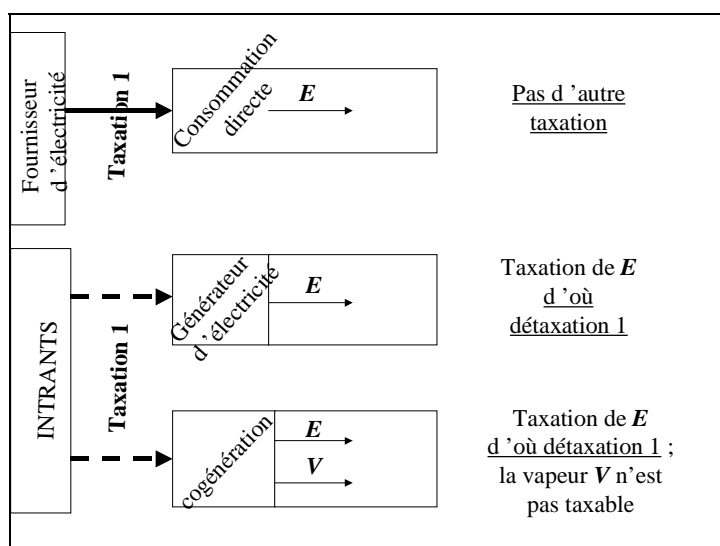 Fournisseur
d ’électricité
Taxation 1
Consommation
directe
E
Pas d ’autre
taxation
INTRANTS
Taxation 1
Générateur
d ’électricité
E
Taxation de E
d ’où
détaxation 1
cogénération
E
V
Taxation de E
d ’où détaxation 1 ;
la vapeur V n’est
pas taxable